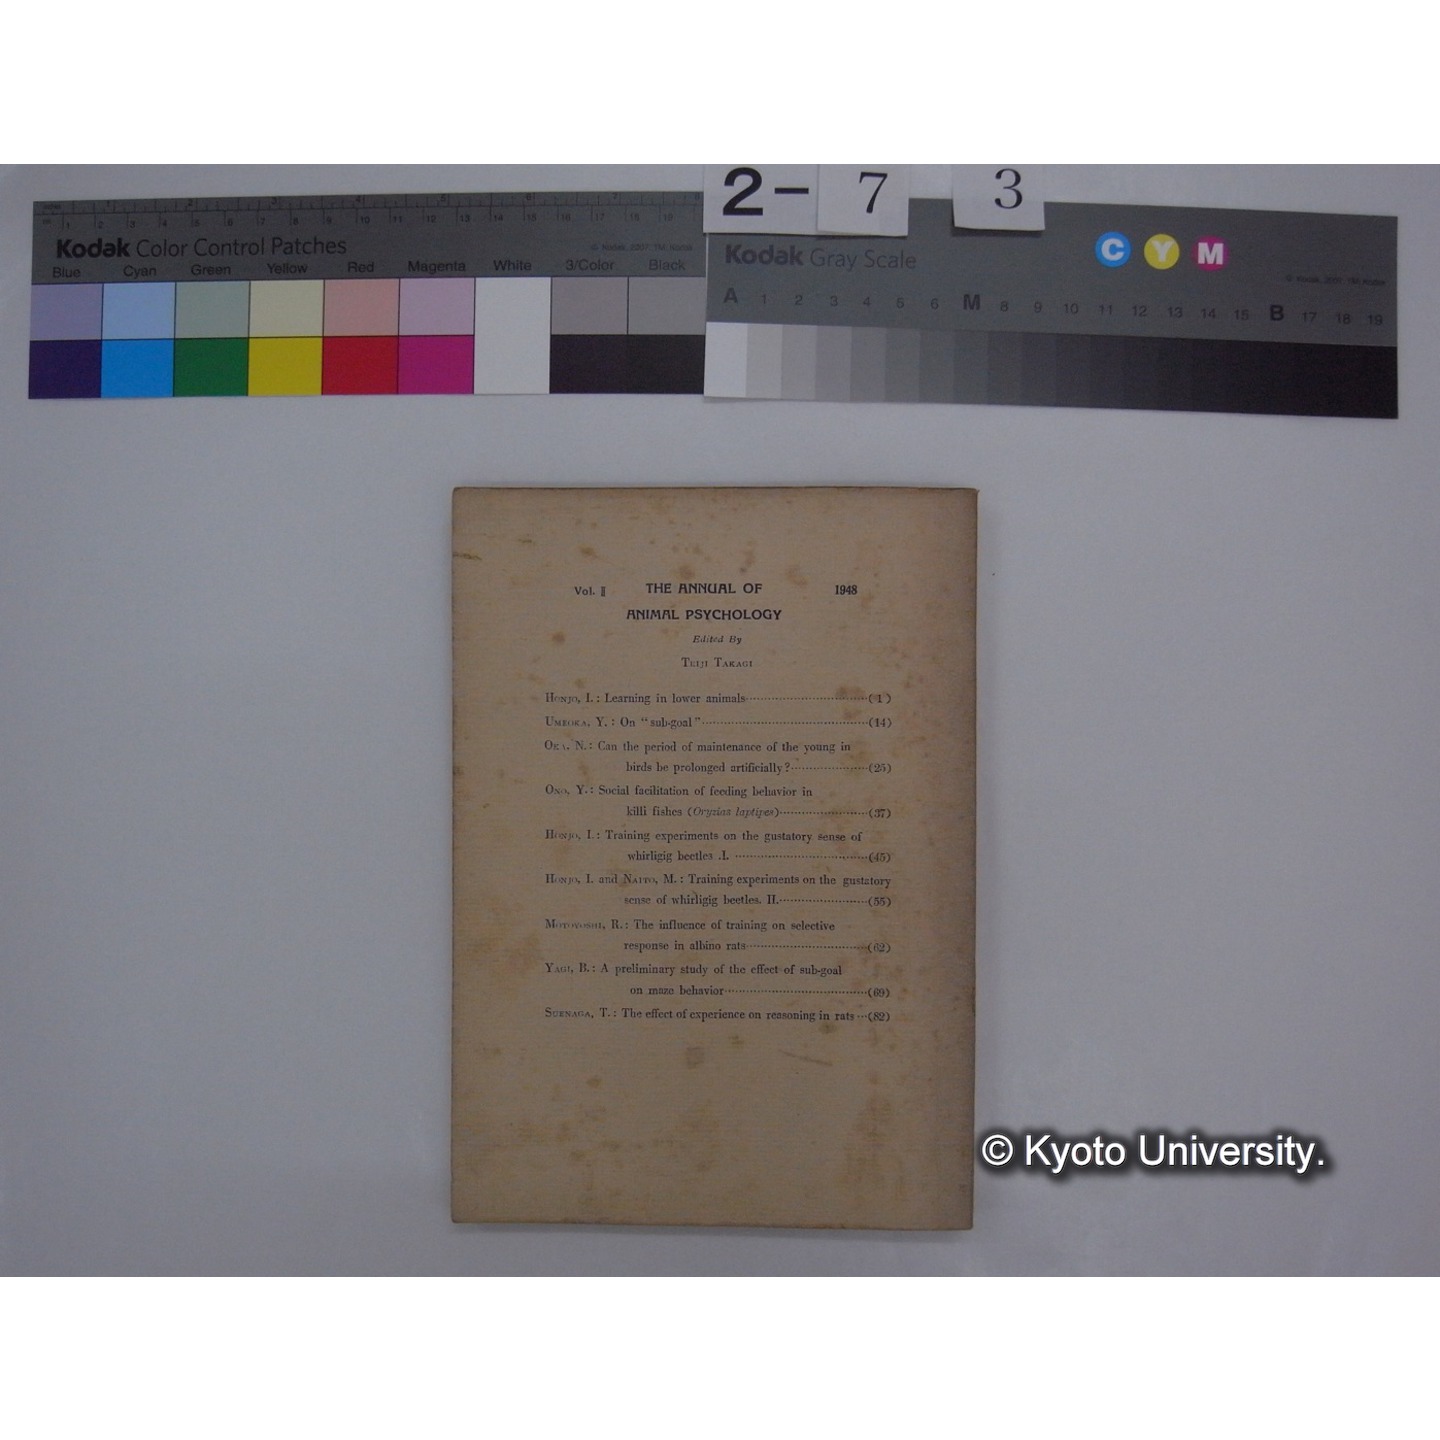 2- 7 3
Kodak Color Control Patches
Blue Cyan Green Yellow Red Magenta White 3/Color Black
Kodak Gray Scale
C Y M
A 1 2 3 4 5 6 M 8 9 10 11 12 13 14 15 B 17 18 19
Vol. Ⅱ THE ANNUAL OF 1948
ANIMAL PSYCHOLOGY
Edited By
TEIJI TAKAGI
HONJO, I. : Learning in lower animals (1)
UMEOKA, Y. : On "sub-goal" (14)
OKA, N. : Can the period of maintenance of the young in
birds be prolonged artificially? (25)
ONO, Y. : Social facilitation of feeding behavior in
killi fishes (Oryzias laptipes) (37)
HONJO, I. : Training experiments on the gustatory sense of
whirligig beetles .I. (45)
HONJO, I. and NAITO, M. : Training experiments on the gustatory
sense of whirligig beetles. II. (55)
MOTOYOSHI, R. : The influence of training on selective
response in albino rats (62)
YAGI, B. : A preliminary study of the effect of sub-goal
on maze behavior (69)
SUENAGA, T. : The effect of experience on reasoning in rats (82)
© Kyoto University.